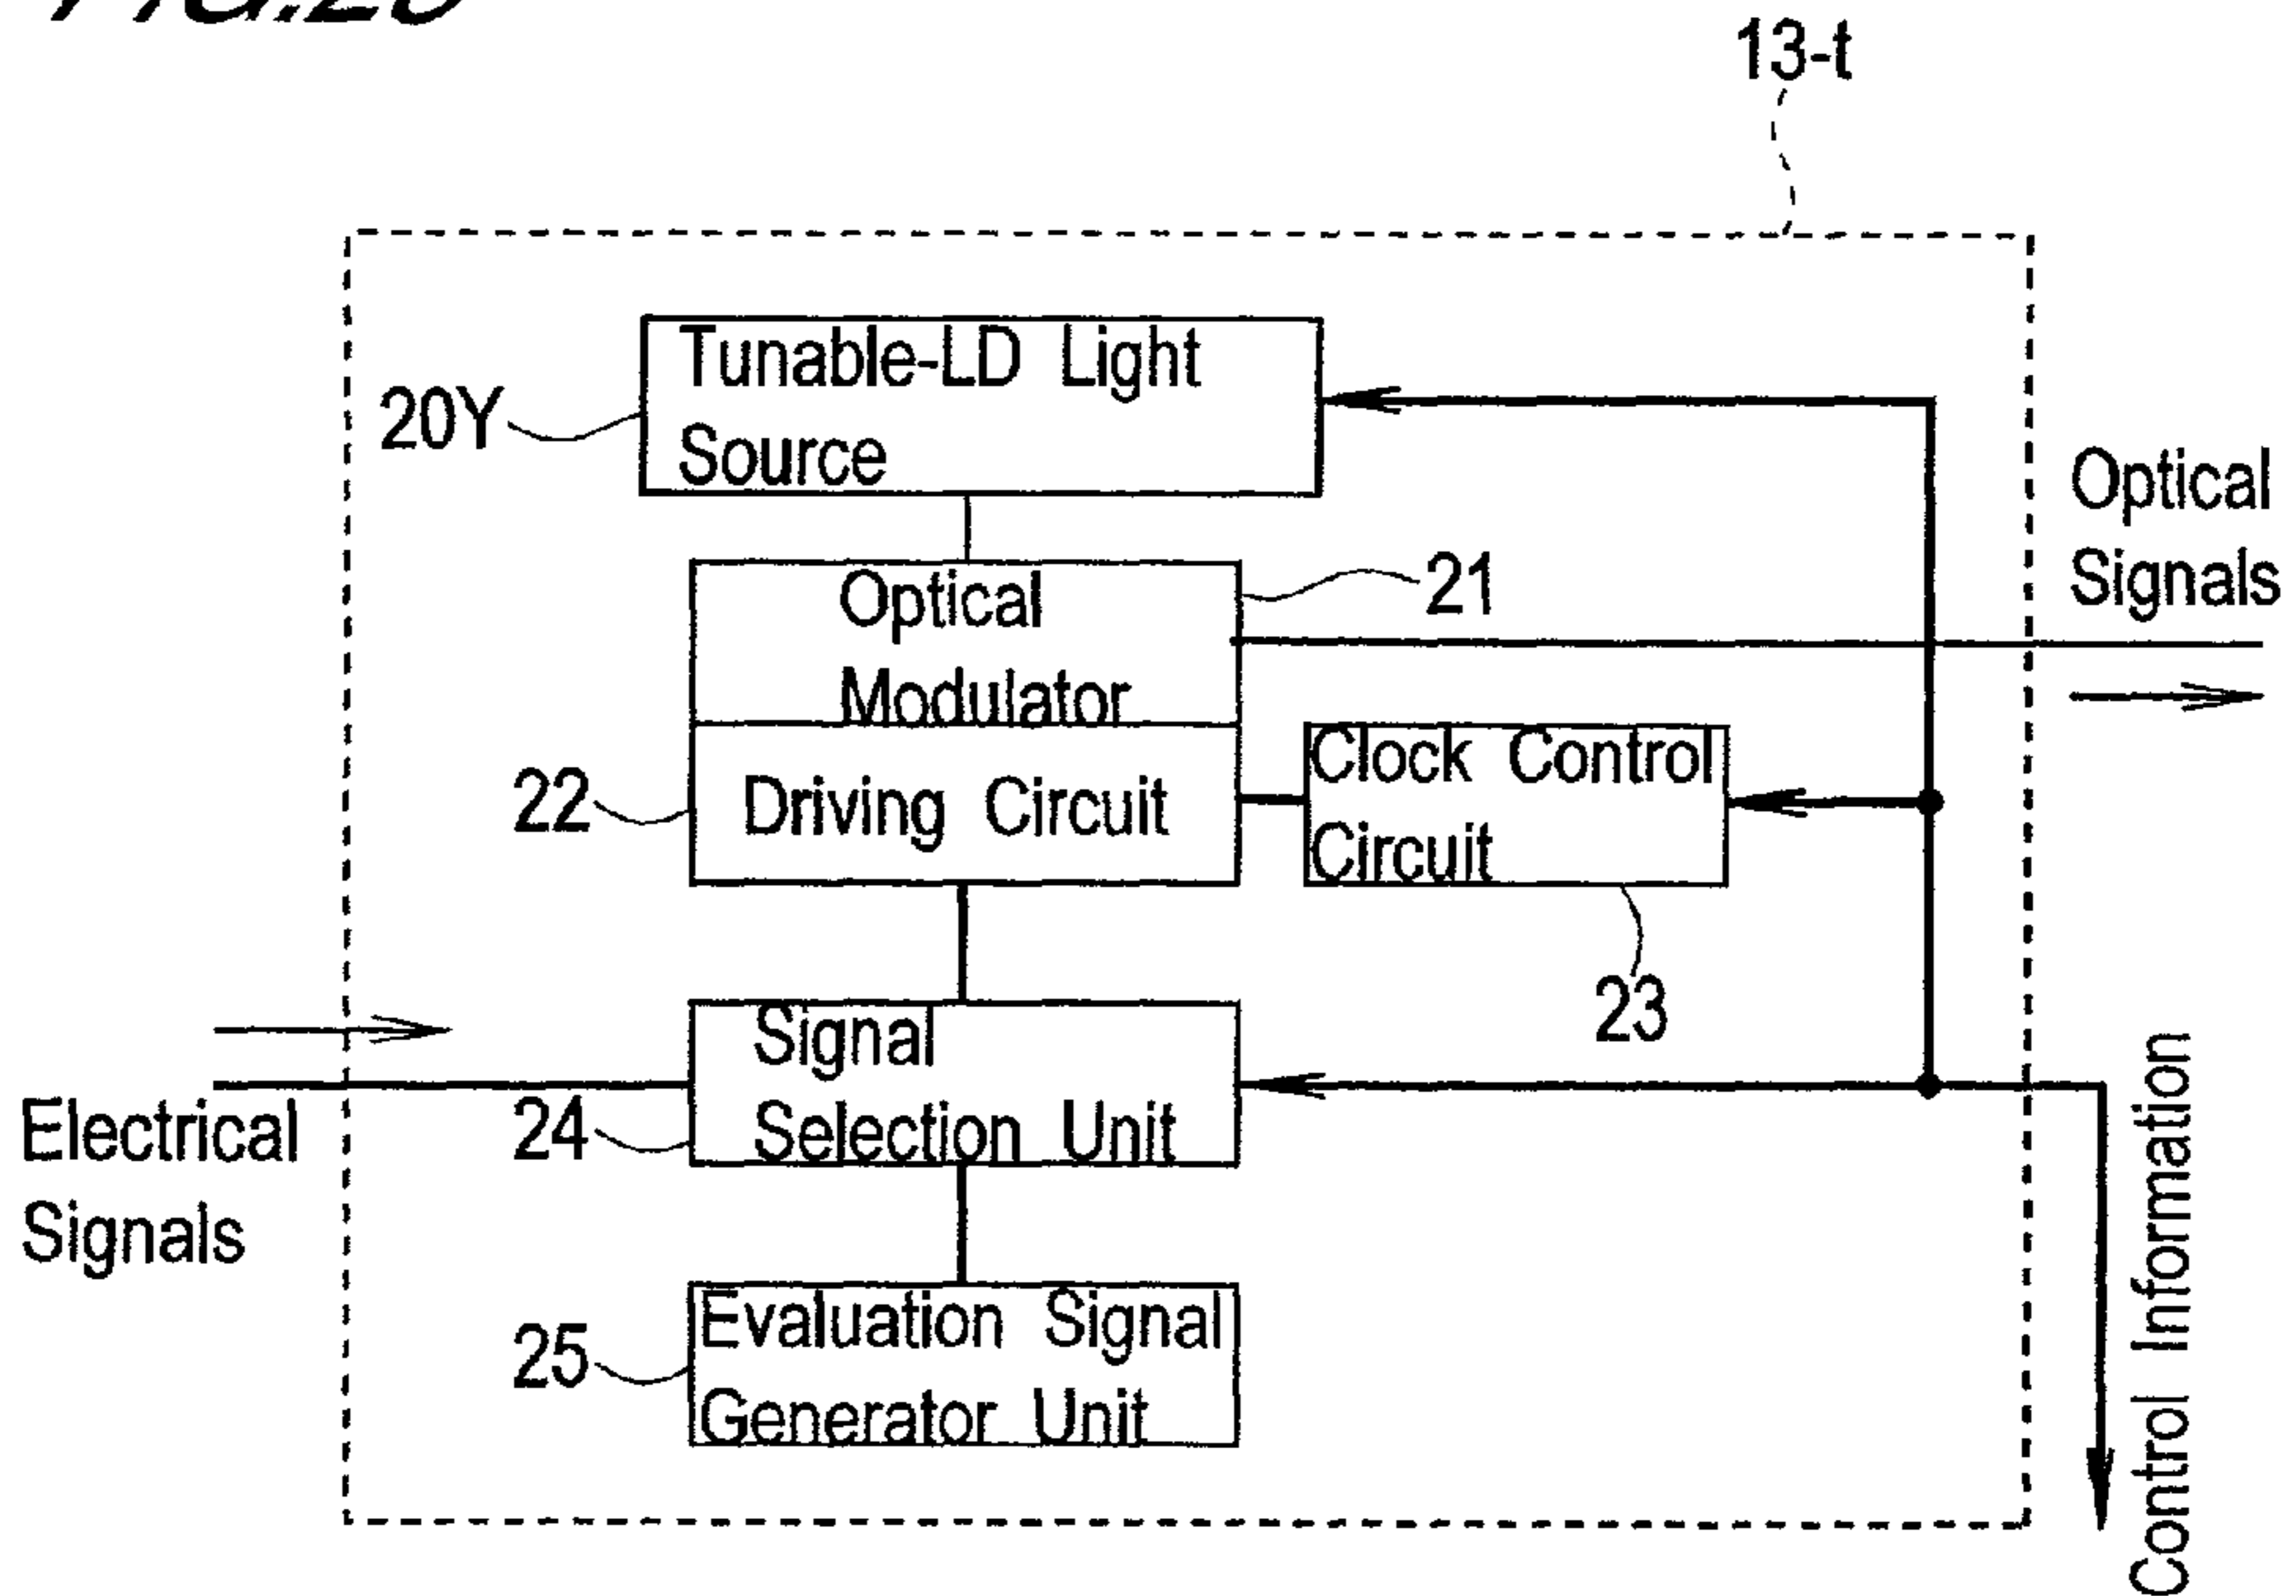 13-t
Tunable-LD Light
Source
20Y
Optical
Signals
Optical
Modulator
21
22
Driving Circuit
Clock Control
Circuit
23
Electrical
Signals
24
Signal
Selection Unit
25
Evaluation Signal
Generator Unit
Control Information